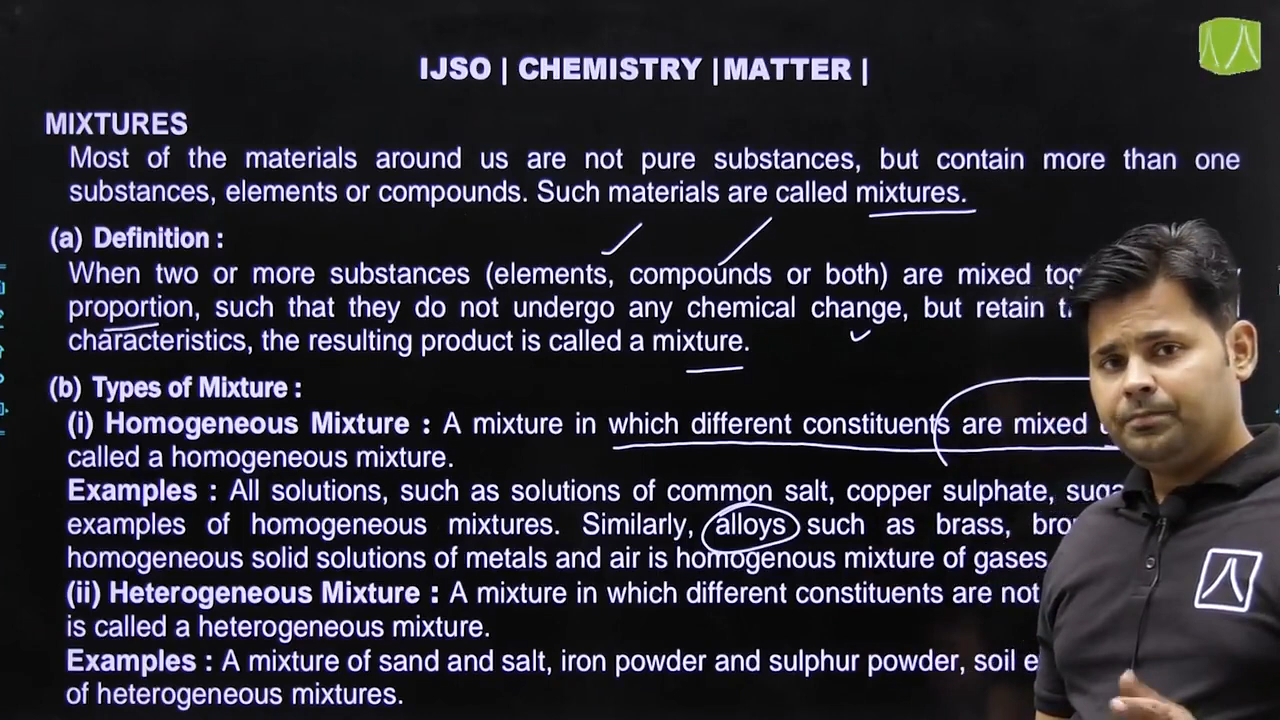 IJSO | CHEMISTRY | MATTER |
MIXTURES
Most of the materials around us are not pure substances, but contain more than one
substances, elements or compounds. Such materials are called mixtures.
(a) Definition :
When two or more substances (elements, compounds or both) are mixed
proportion, such that they do not undergo any chemical change, but retain
characteristics, the resulting product is called a mixture.
(b) Types of Mixture :
(i) Homogeneous Mixture : A mixture in which different constituents are mixed
called a homogeneous mixture.
Examples : All solutions, such as solutions of common salt, copper sulphate,
examples of homogeneous mixtures. Similarly, alloys such as brass,
homogeneous solid solutions of metals and air is homogenous mixture of gases
(ii) Heterogeneous Mixture : A mixture in which different constituents are not
is called a heterogeneous mixture.
Examples : A mixture of sand and salt, iron powder and sulphur powder, soil
of heterogeneous mixtures.